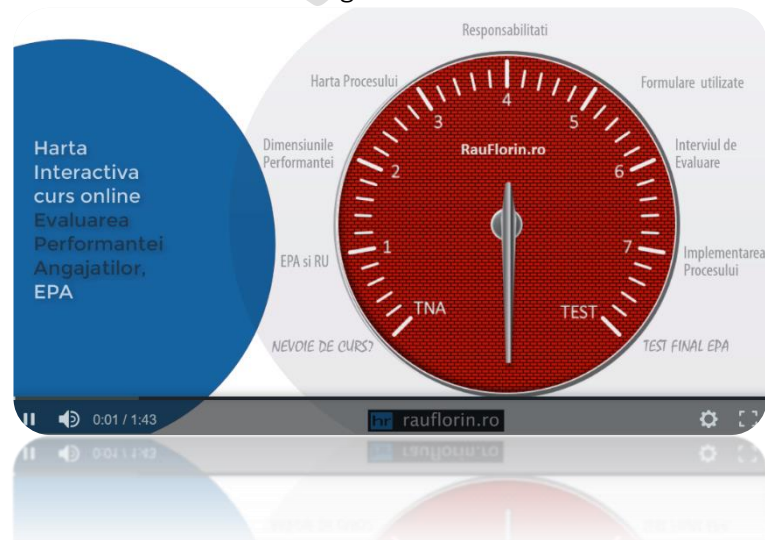 Responsabilitati
Harta Procesului
Formulare utilizate
4
3
5
Harta
Interactiva
curs online
Evaluarea
Performantei
Angajatilor,
EPA
Dimensiunile
Performantei
RauFlorin.ro
Interviul de
Evaluare
2
6
EPA si RU
1
7
Implementarea
Procesului
TNA
TEST
NEVOIE DE CURS?
TEST FINAL EPA
0:01 / 1:43
hr rauflorin.ro